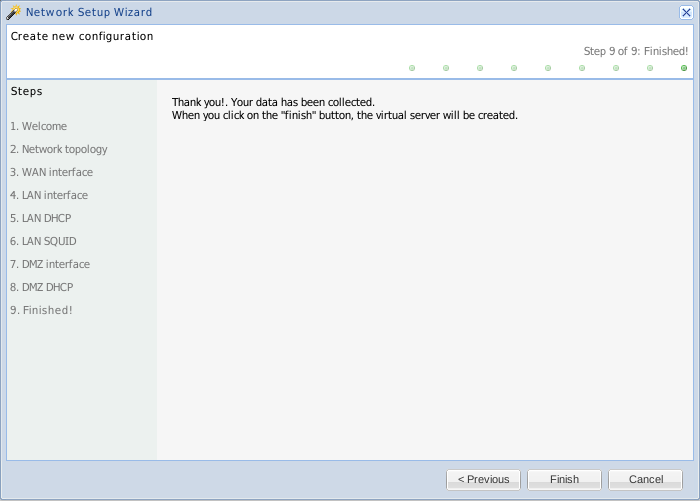 Network Setup Wizard
Create new configuration
Step 9 of 9: Finished!
Steps
1. Welcome
2. Network topology
3. WAN interface
4. LAN interface
5. LAN DHCP
6. LAN SQUID
7. DMZ interface
8. DMZ DHCP
9. Finished!
Thank you!. Your data has been collected.
When you click on the "finish" button, the virtual server will be created.
< Previous
Finish
Cancel